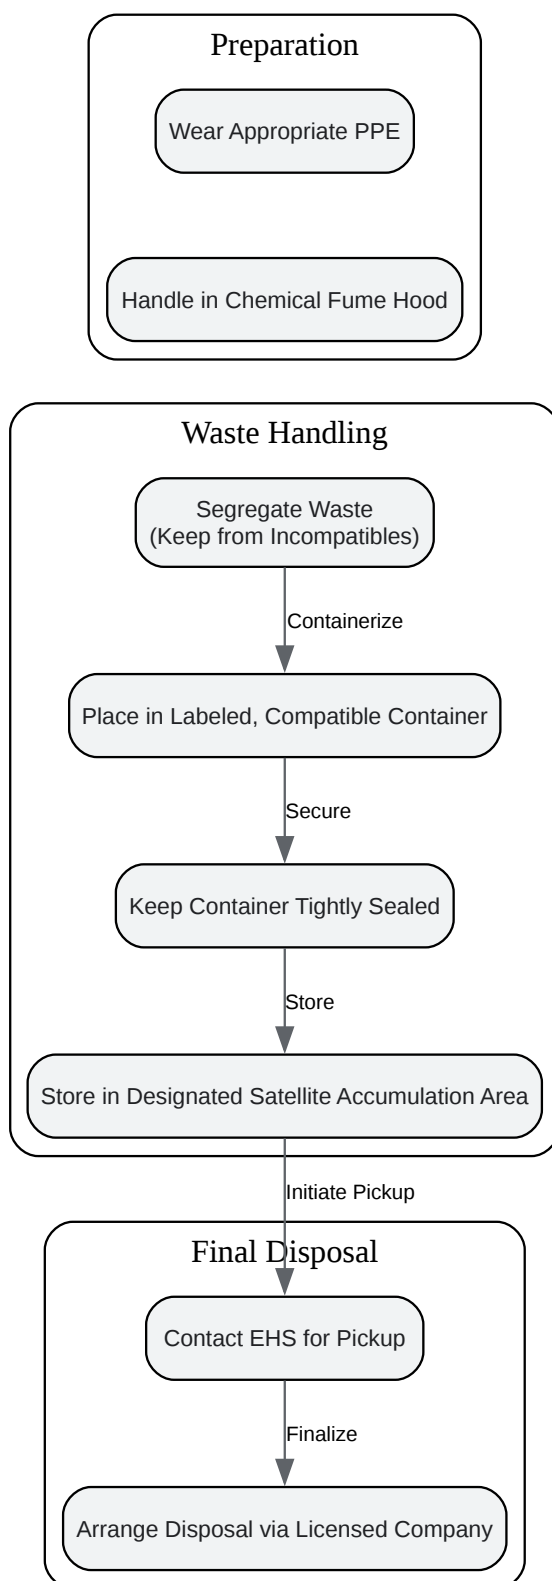 Preparation
Wear Appropriate PPE
Handle in Chemical Fume Hood
Waste Handling
Segregate Waste
(Keep from Incompatibles)
Containerize
Place in Labeled, Compatible Container
Secure
Keep Container Tightly Sealed
Store
Store in Designated Satellite Accumulation Area
Initiate Pickup
Final Disposal
Contact EHS for Pickup
Finalize
Arrange Disposal via Licensed Company